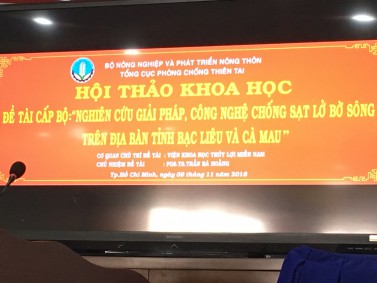 BỘ NÔNG NGHIỆP VÀ PHÁT TRIỂN NÔNG THÔN
TỔNG CỤC PHÒNG CHỐNG THIÊN TAI
HỘI THẢO KHOA HỌC
ĐỀ TÀI CẤP BỘ:"NGHIÊN CỨU GIẢI PHÁP, CÔNG NGHỆ CHỐNG SẠT LỞ BỜ SÔNG
TRÊN ĐỊA BÀN TỈNH BẠC LIÊU VÀ CÀ MAU"
CƠ QUAN CHỦ TRÌ ĐỀ TÀI : VIỆN KHOA HỌC THỦY LỢI MIỀN NAM
CHỦ NHIỆM ĐỀ TÀI : PGS.TS TRẦN BÁ HOẰNG
Tp.Hồ Chí Minh, ngày 09 tháng 11 năm 2018